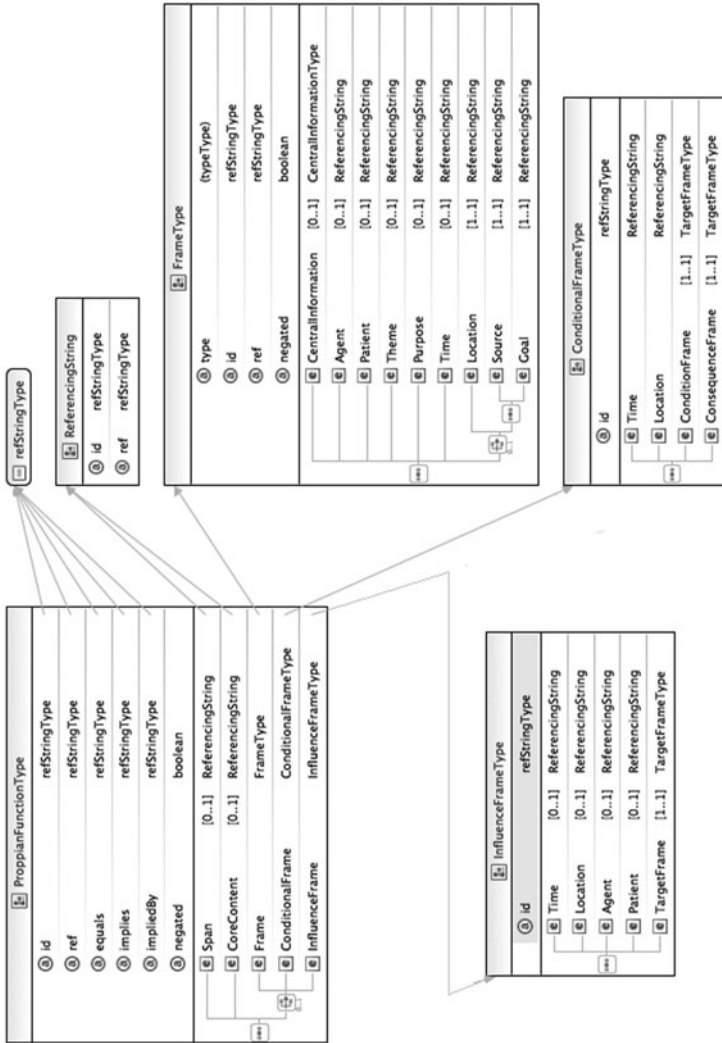 ProppianFunctionType
id refStringType
ref refStringType
equals refStringType
implies refStringType
impliedBy refStringType
negated boolean
Span [0..1] ReferencingString
CoreContent [0..1] ReferencingString
Frame FrameType
ConditionalFrame ConditionalFrameType
InfluenceFrame InfluenceFrameType
refStringType
ReferencingString
id refStringType
ref refStringType
FrameType
type (typeType)
id refStringType
ref refStringType
negated boolean
CentralInformation [0..1] CentralInformationType
Agent [0..1] ReferencingString
Patient [0..1] ReferencingString
Theme [0..1] ReferencingString
Purpose [0..1] ReferencingString
Time [0..1] ReferencingString
Location [1..1] ReferencingString
Source [1..1] ReferencingString
Goal [1..1] ReferencingString
InfluenceFrameType
id refStringType
Time [0..1] ReferencingString
Location [0..1] ReferencingString
Agent [0..1] ReferencingString
Patient [0..1] ReferencingString
TargetFrame [1..1] TargetFrameType
ConditionalFrameType
id refStringType
Time ReferencingString
Location ReferencingString
ConditionFrame [1..1] TargetFrameType
ConsequenceFrame [1..1] TargetFrameType